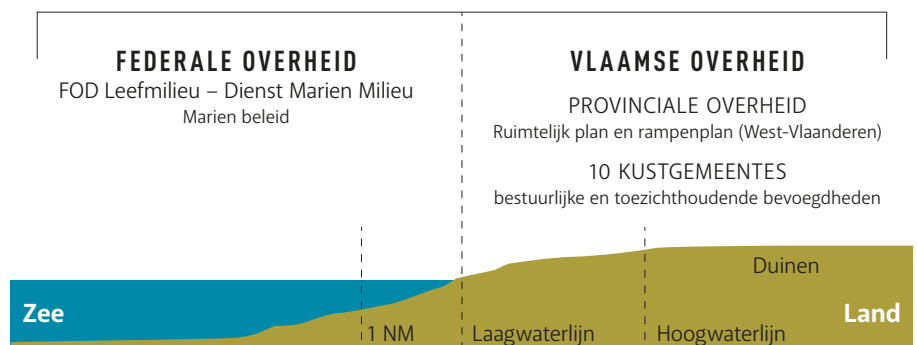 FEDERALE OVERHEID
FOD Leefmilieu – Dienst Marien Milieu
Marien beleid
VLAAMSE OVERHEID
PROVINCIALE OVERHEID
Ruimtelijk plan en rampenplan (West-Vlaanderen)
10 KUSTGEMEENTES
bestuurlijke en toezichthoudende bevoegdheden
Duinen
Zee
Land
1 NM
Laagwaterlijn
Hoogwaterlijn